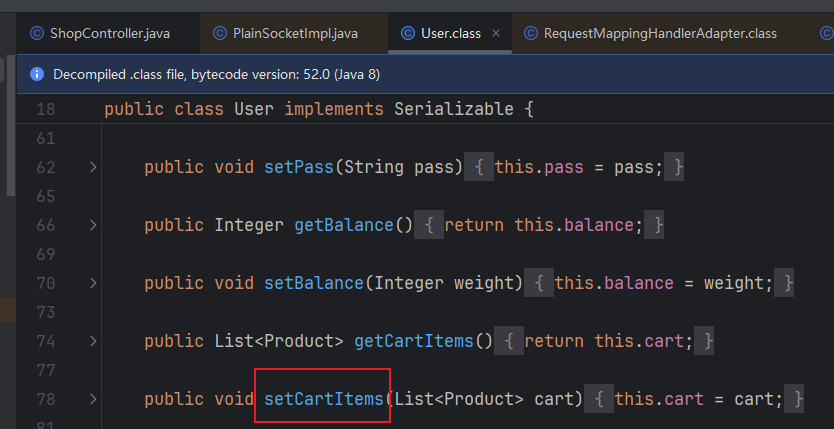 ShopController.java PlainSocketImpl.java User.class × RequestMappingHandlerAdapter.class
Decompiled .class file, bytecode version: 52.0 (Java 8)
18 public class User implements Serializable {
61
62 public void setPass(String pass) { this.pass = pass; }
65
66 public Integer getBalance() { return this.balance; }
69
70 public void setBalance(Integer weight) { this.balance = weight; }
73
74 public List<Product> getCartItems() { return this.cart; }
77
78 public void setCartItems(List<Product> cart) { this.cart = cart; }
81